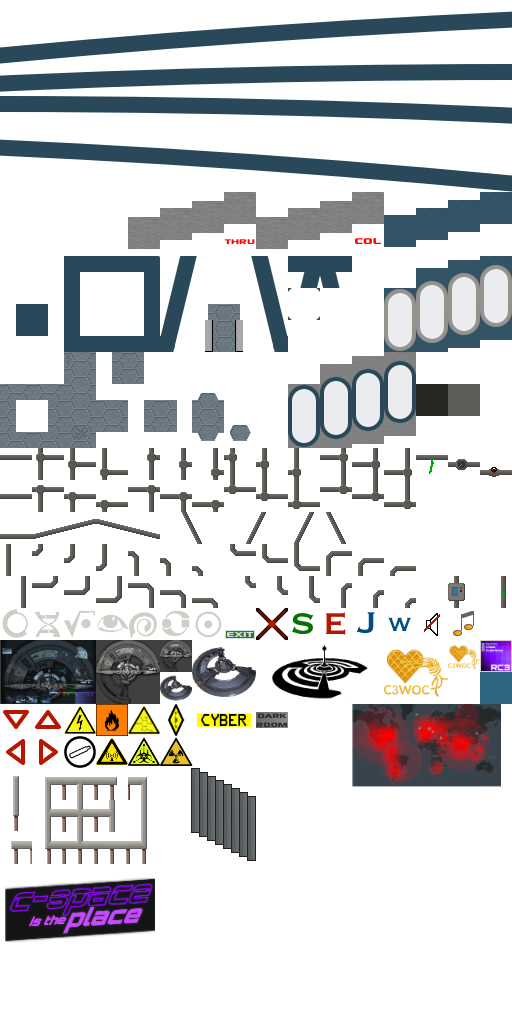 THRU
COL
EXIT
S E J w
C3WOC
C3WOC
RC3
CYBER
DARK
ROOM
c-space
is the place